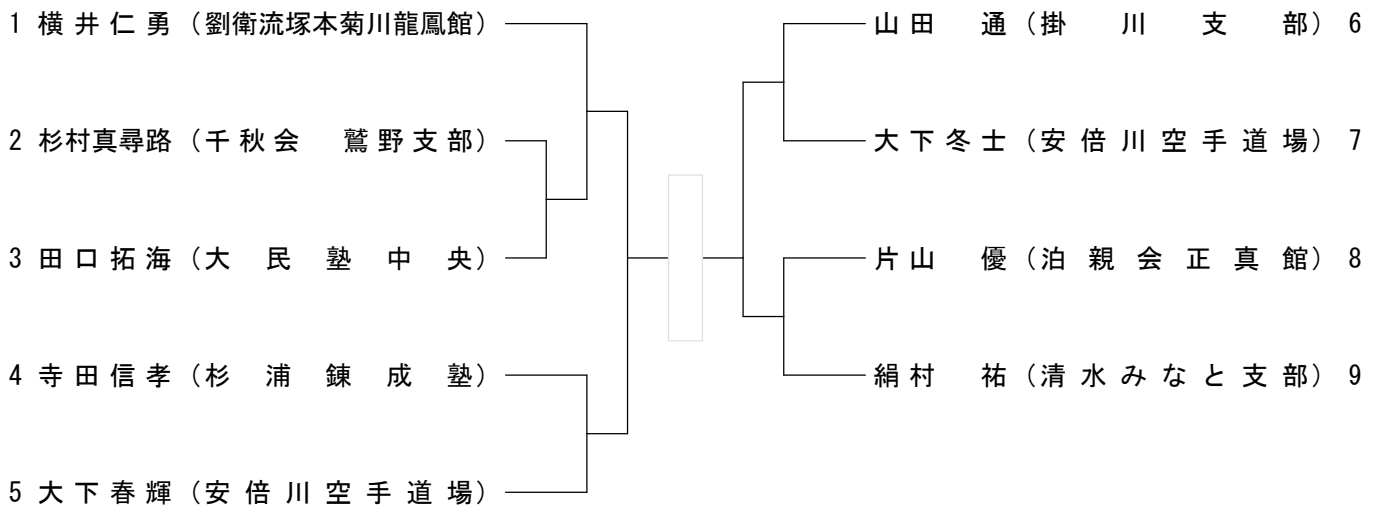 1 横井仁勇（劉衛流塚本菊川龍鳳館）
2 杉村真尋路（千秋会　鷲野支部）
3 田口拓海（大民塾中央）
4 寺田信孝（杉浦錬成塾）
5 大下春輝（安倍川空手道場）
山田　通（掛川支部）6
大下冬士（安倍川空手道場）7
片山　優（泊親会正真館）8
絹村　祐（清水みなと支部）9